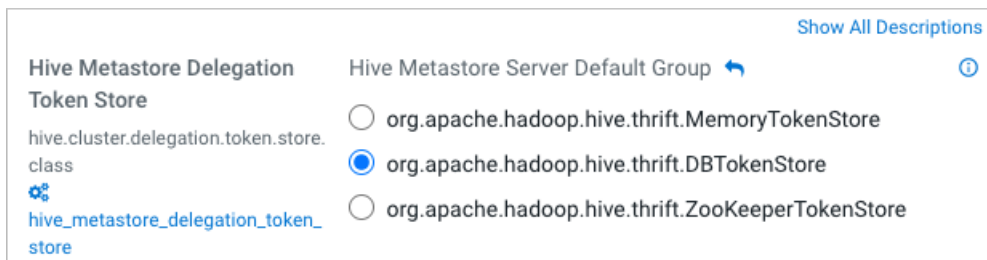 Show All Descriptions
Hive Metastore Delegation
Token Store
hive.cluster.delegation.token.store.
class
hive_metastore_delegation_token_
store
Hive Metastore Server Default Group
org.apache.hadoop.hive.thrift.MemoryTokenStore
org.apache.hadoop.hive.thrift.DBTokenStore
org.apache.hadoop.hive.thrift.ZooKeeperTokenStore